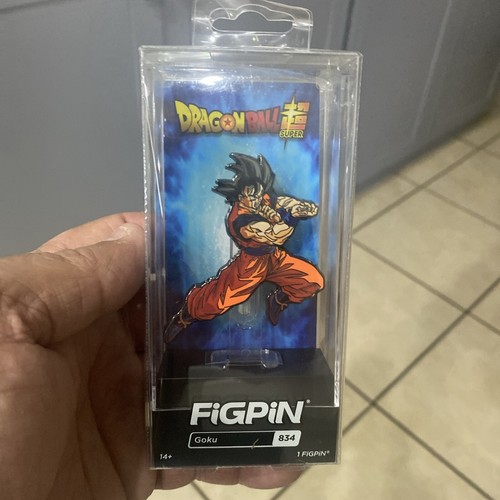 DRAGON BALL 超
SUPER
FiGPiN®
Goku 834
14+ 1 FIGPiN®